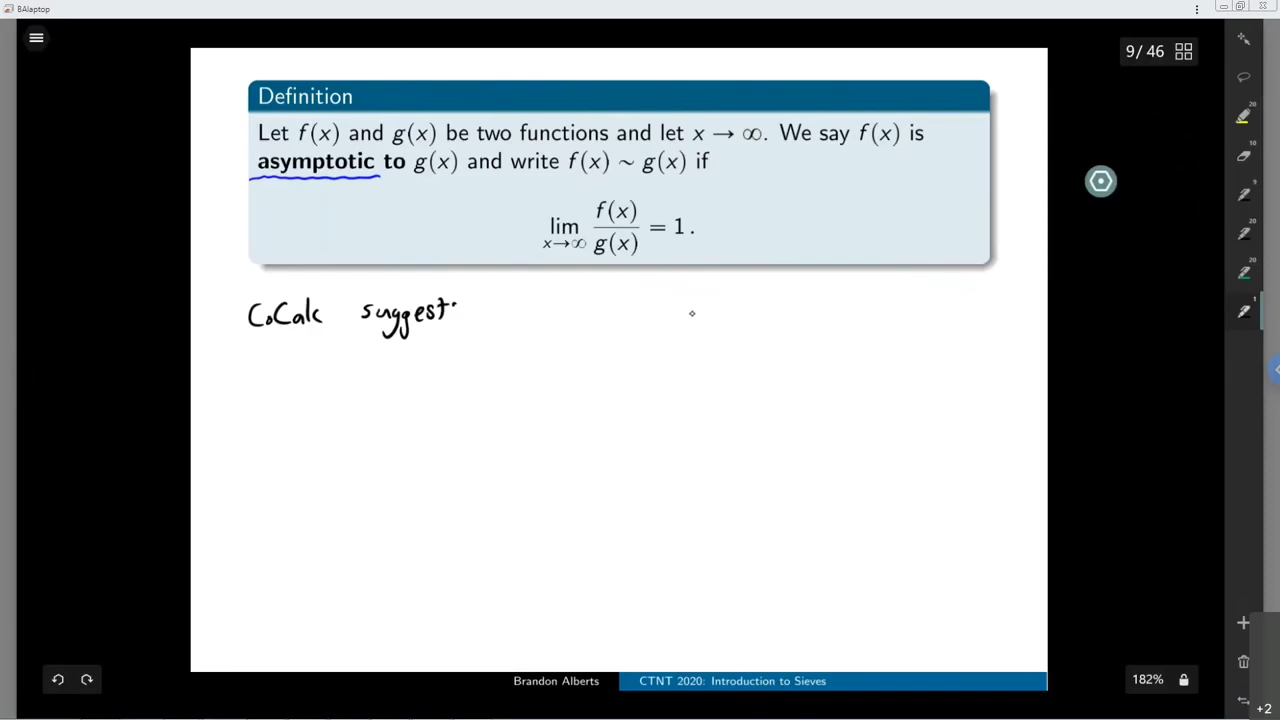 BAlaptop
9/ 46
Definition
Let f(x) and g(x) be two functions and let x → ∞. We say f(x) is
asymptotic to g(x) and write f(x) ∼ g(x) if
lim x→∞ f(x)/g(x) = 1.
CoCalc suggest
Brandon Alberts
CTNT 2020: Introduction to Sieves
182%
+2